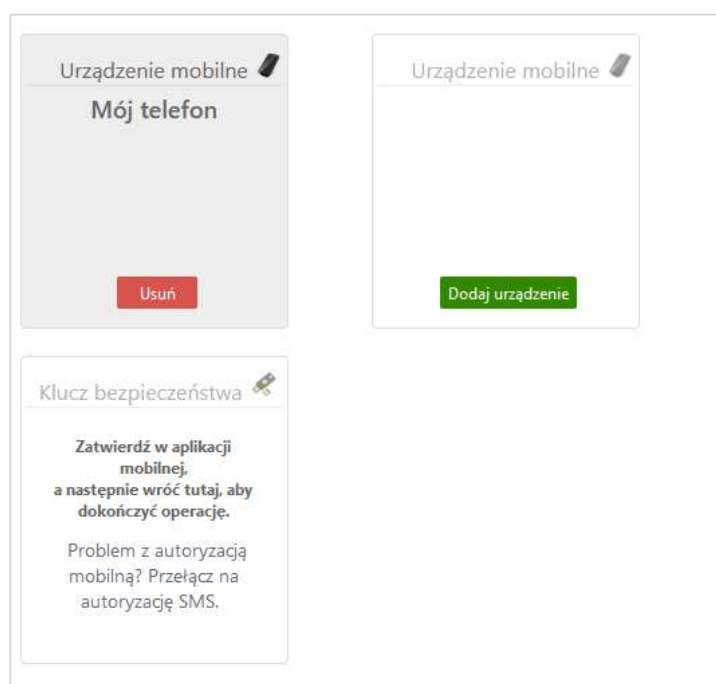 Urządzenie mobilne
Mój telefon
Usuń
Urządzenie mobilne
Dodaj urządzenie
Klucz bezpieczeństwa
Zatwierdź w aplikacji
mobilnej,
a następnie wróć tutaj, aby
dokończyć operację.
Problem z autoryzacją
mobilną? Przełącz na
autoryzację SMS.